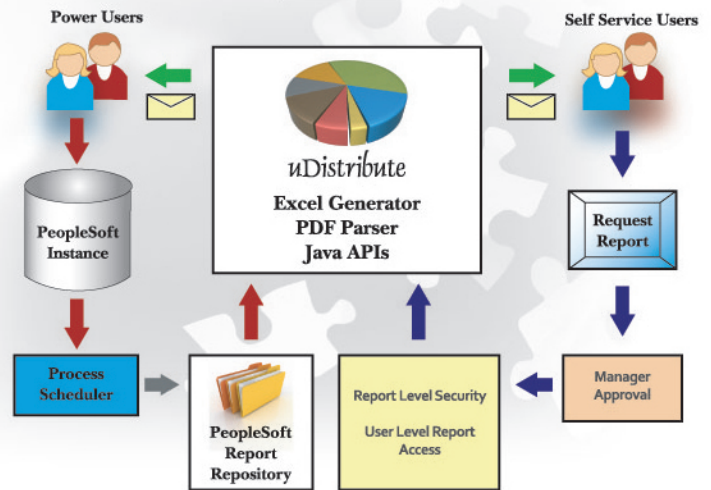 Power Users
Self Service Users
uDistribute
Excel Generator
PDF Parser
Java APIs
PeopleSoft
Instance
Request
Report
Process
Scheduler
PeopleSoft
Report
Repository
Report Level Security
User Level Report
Access
Manager
Approval